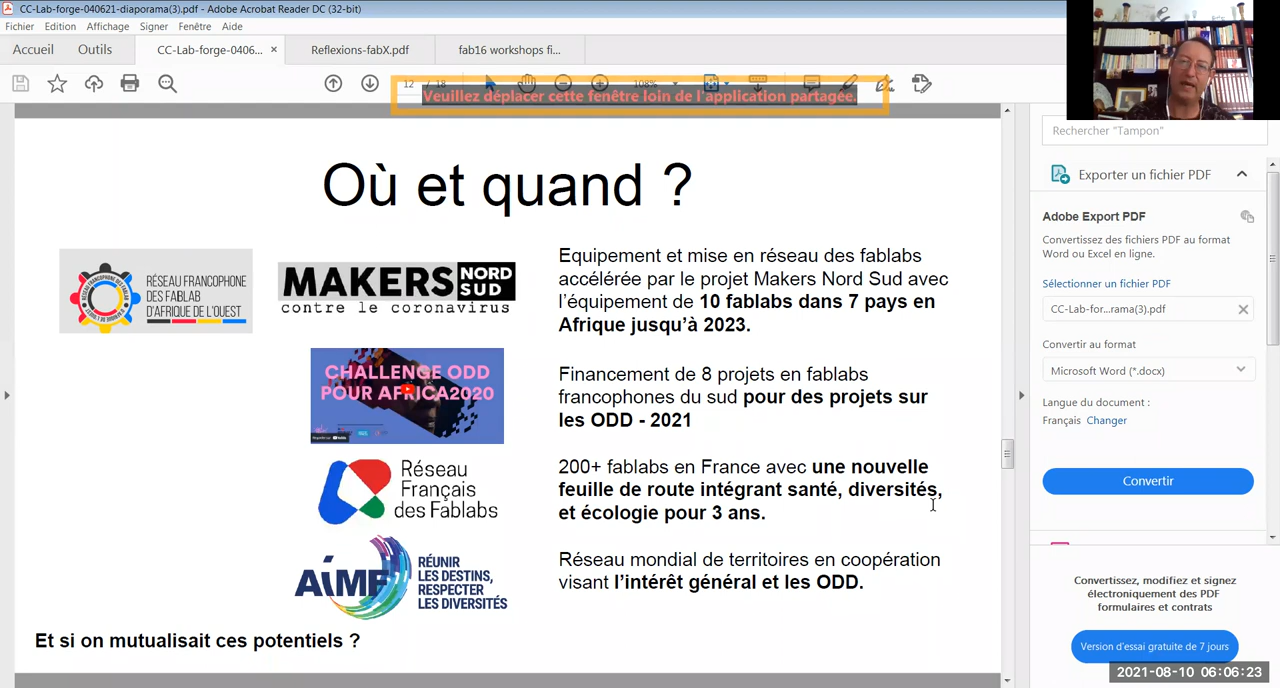 CC-Lab-forge-040621-diaporama(3).pdf - Adobe Acrobat Reader DC (32-bit)
Fichier Edition Affichage Signer Fenêtre Aide
Accueil Outils CC-Lab-forge-0406... × Reflexions-fabX.pdf fab16 workshops fi...
12 / 18 108%
Veuillez déplacer cette fenêtre loin de l'application partagée.
Où et quand ?
RÉSEAU FRANCOPHONE
DES FABLAB
D'AFRIQUE DE L'OUEST
MAKERS NORD SUD
contre le coronavirus
Equipement et mise en réseau des fablabs
accélérée par le projet Makers Nord Sud avec
l'équipement de 10 fablabs dans 7 pays en
Afrique jusqu'à 2023.
CHALLENGE ODD
POUR AFRICA2020
Financement de 8 projets en fablabs
francophones du sud pour des projets sur
les ODD - 2021
Réseau
Français
des Fablabs
200+ fablabs en France avec une nouvelle
feuille de route intégrant santé, diversités,
et écologie pour 3 ans.
AIMF
RÉUNIR
LES DESTINS,
RESPECTER
LES DIVERSITÉS
Réseau mondial de territoires en coopération
visant l'intérêt général et les ODD.
Et si on mutualisait ces potentiels ?
Rechercher "Tampon"
Exporter un fichier PDF
Adobe Export PDF
Convertissez des fichiers PDF au format
Word ou Excel en ligne.
Sélectionner un fichier PDF
CC-Lab-for...rama(3).pdf
Convertir au format
Microsoft Word (*.docx)
Langue du document :
Français Changer
Convertir
Convertissez, modifiez et signez
électroniquement des PDF
formulaires et contrats
Version d'essai gratuite de 7 jours
2021-08-10 06:06:23